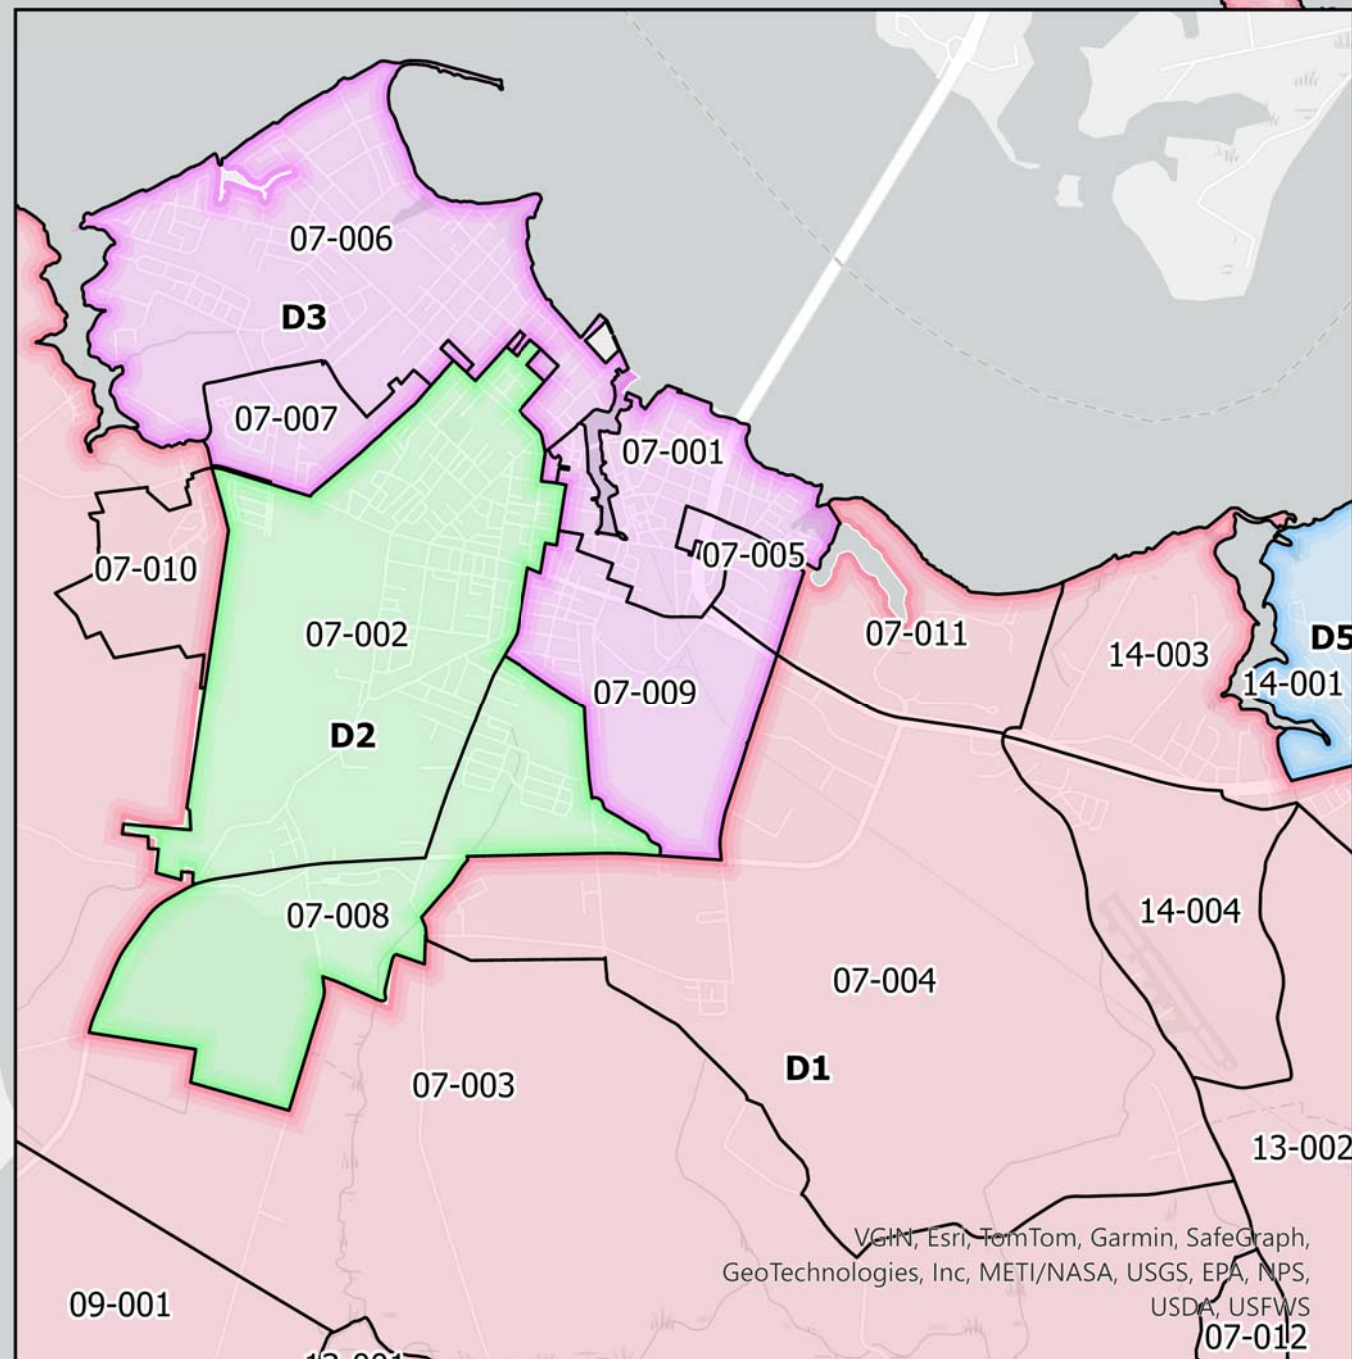 07-006
D3
07-007
07-001
07-005
07-010
07-002
07-011
14-003
D5
14-001
07-009
D2
07-008
14-004
07-004
D1
07-003
13-002
VGIN, Esri, TomTom, Garmin, SafeGraph,
GeoTechnologies, Inc, METI/NASA, USGS, EPA, NPS,
USDA, USFWS
09-001
07-012